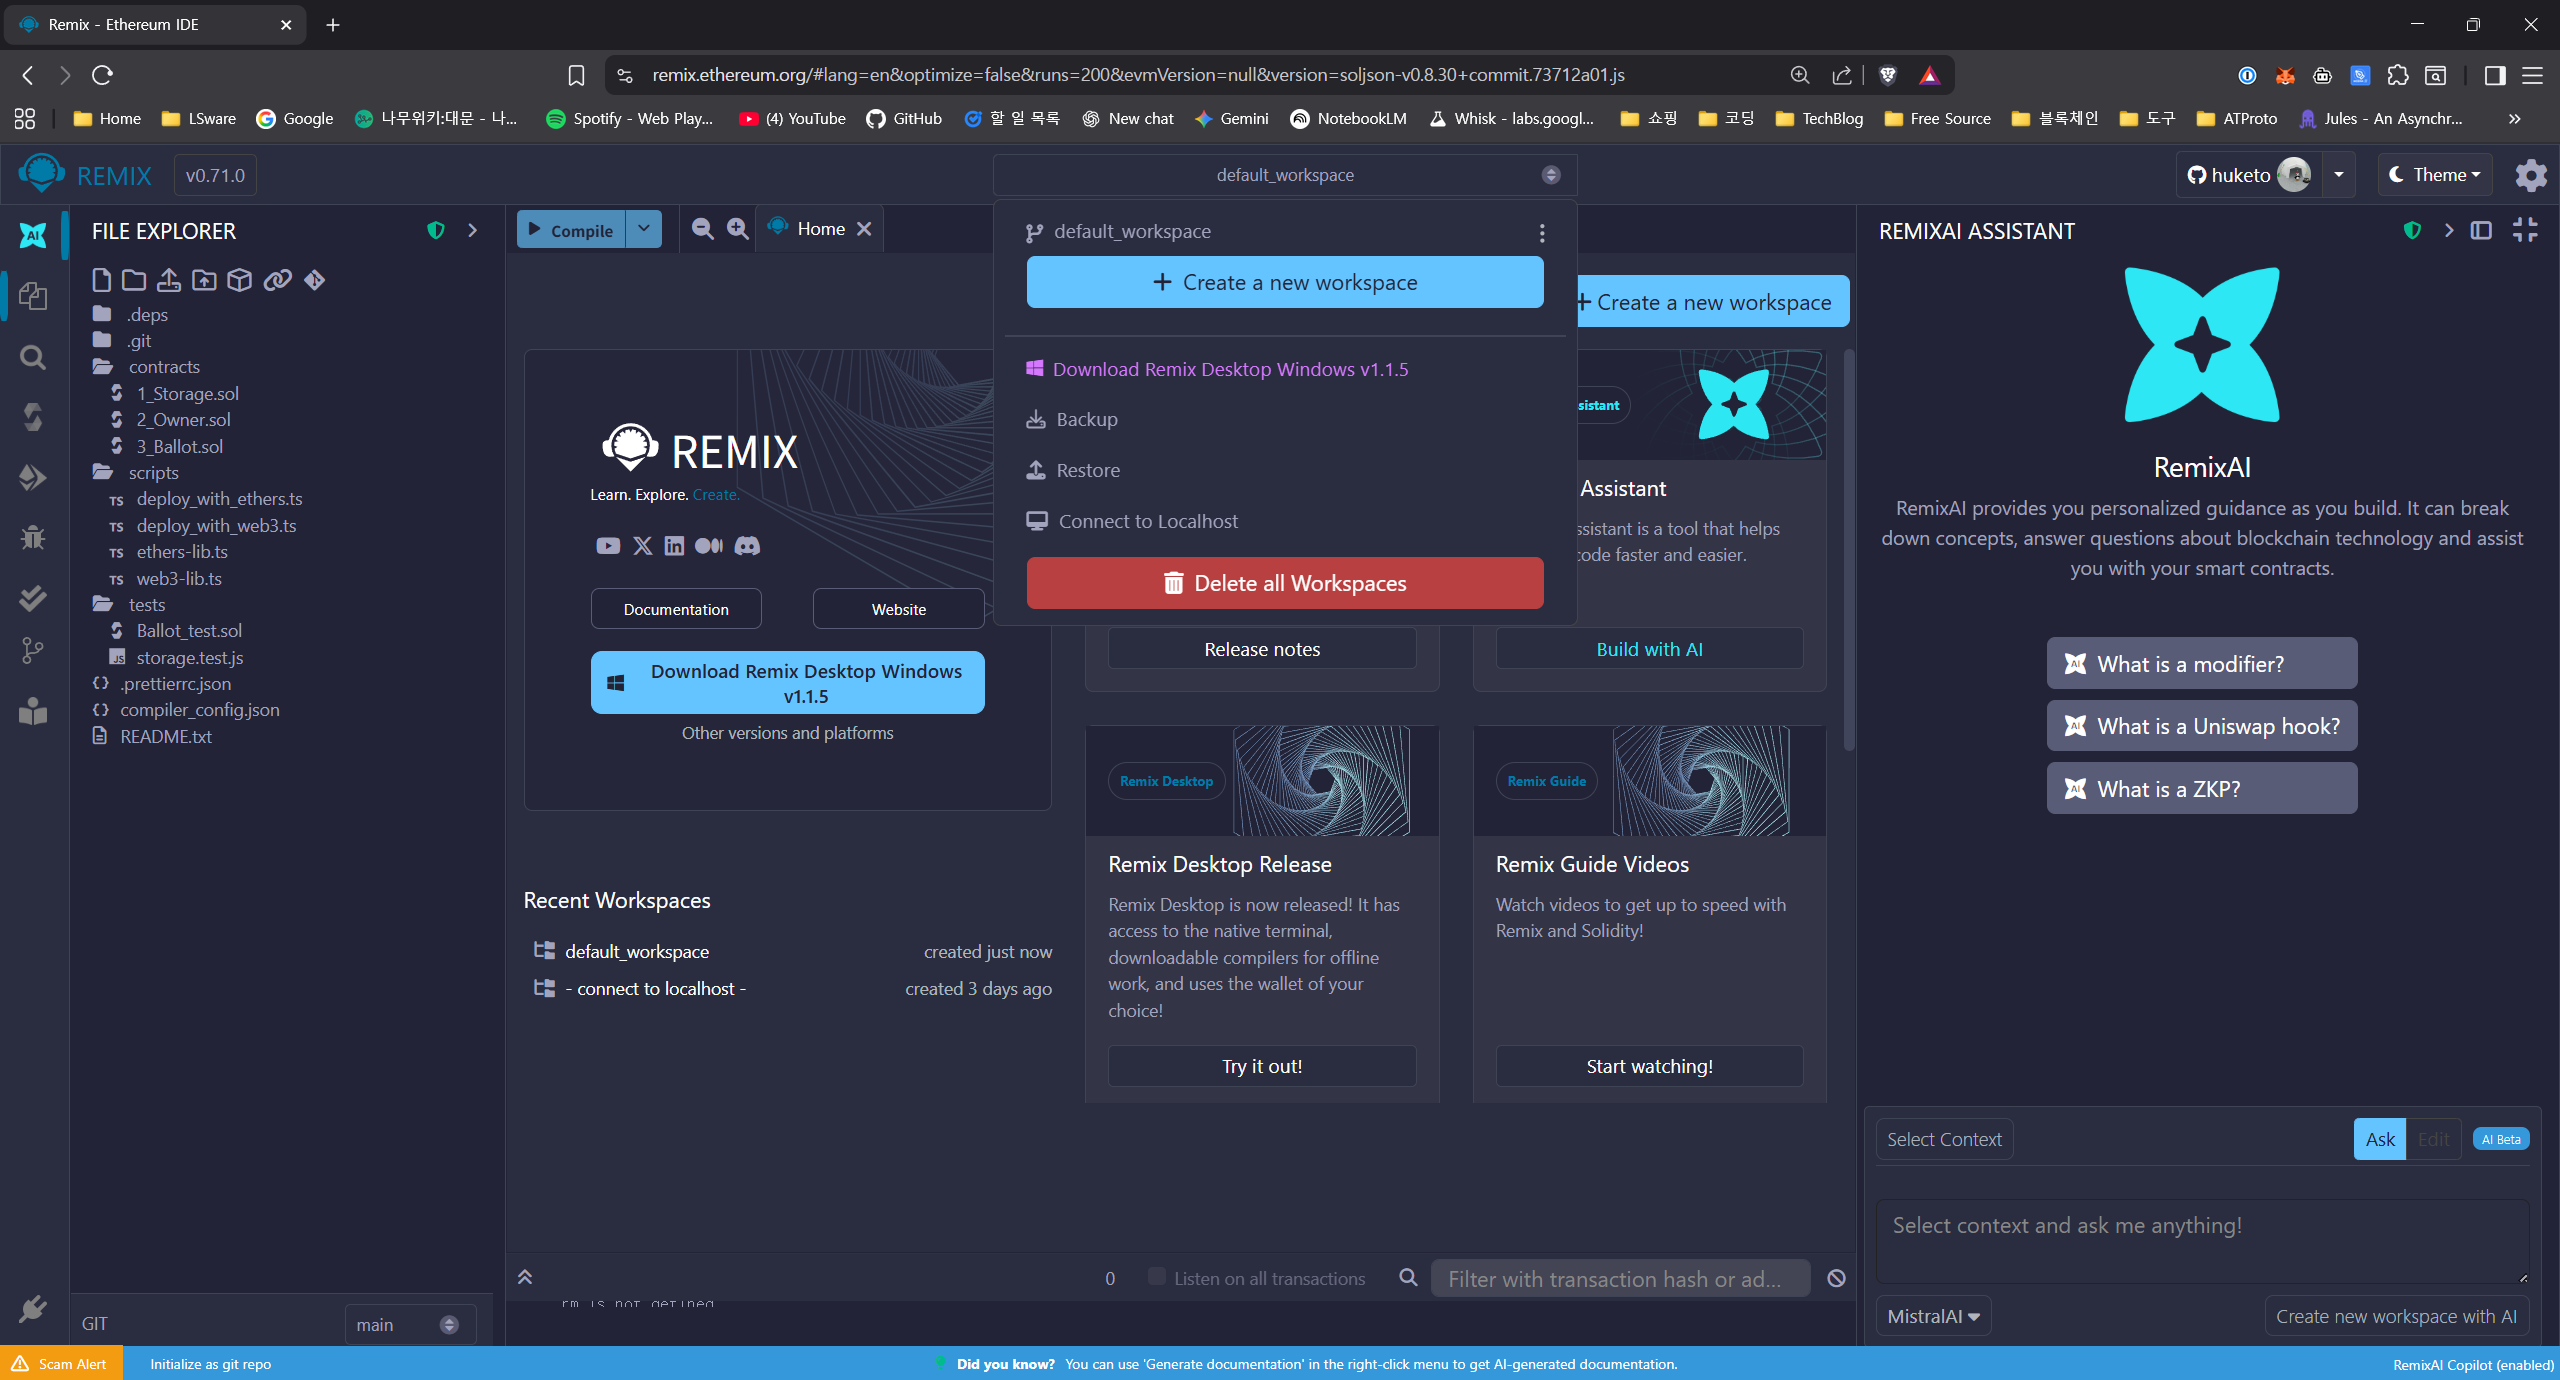 Remix - Ethereum IDE
remix.ethereum.org/#lang=en&optimize=false&runs=200&evmVersion=null&version=soljson-v0.8.30+commit.73712a01.js
Home
LSware
Google
나무위키:대문 - 나...
Spotify - Web Play...
(4) YouTube
GitHub
할 일 목록
New chat
Gemini
NotebookLM
Whisk - labs.googl...
쇼핑
코딩
TechBlog
Free Source
블록체인
도구
ATProto
Jules - An Asynchr...
REMIX
v0.71.0
default_workspace
huketo
Theme
FILE EXPLORER
.deps
.git
contracts
1_Storage.sol
2_Owner.sol
3_Ballot.sol
scripts
TS deploy_with_ethers.ts
TS deploy_with_web3.ts
TS ethers-lib.ts
TS web3-lib.ts
tests
Ballot_test.sol
JS storage.test.js
{} .prettierrc.json
{} compiler_config.json
README.txt
GIT
main
Compile
Home
default_workspace
+ Create a new workspace
Download Remix Desktop Windows v1.1.5
Backup
Restore
Connect to Localhost
Delete all Workspaces
+ Create a new workspace
REMIX
Learn. Explore. Create.
Documentation
Website
Download Remix Desktop Windows
v1.1.5
Other versions and platforms
Recent Workspaces
default_workspace
created just now
- connect to localhost -
created 3 days ago
Release notes
sistant
Assistant
ssistant is a tool that helps
code faster and easier.
Build with AI
Remix Desktop
Remix Desktop Release
Remix Desktop is now released! It has
access to the native terminal,
downloadable compilers for offline
work, and uses the wallet of your
choice!
Try it out!
Remix Guide
Remix Guide Videos
Watch videos to get up to speed with
Remix and Solidity!
Start watching!
0
Listen on all transactions
Filter with transaction hash or ad...
rm is not defined
REMIXAI ASSISTANT
RemixAI
RemixAI provides you personalized guidance as you build. It can break
down concepts, answer questions about blockchain technology and assist
you with your smart contracts.
AI What is a modifier?
AI What is a Uniswap hook?
AI What is a ZKP?
Select Context
Ask
Edit
AI Beta
Select context and ask me anything!
MistralAI
Create new workspace with AI
Scam Alert
Initialize as git repo
Did you know? You can use 'Generate documentation' in the right-click menu to get AI-generated documentation.
RemixAI Copilot (enabled)